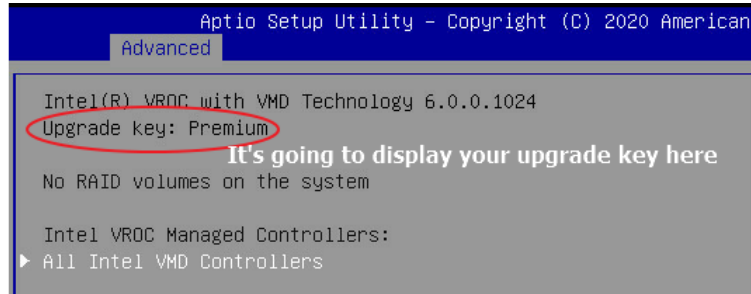 Aptio Setup Utility – Copyright (C) 2020 American
Advanced
Intel(R) VROC with VMD Technology 6.0.0.1024
Upgrade key: Premium
It's going to display your upgrade key here
No RAID volumes on the system
Intel VROC Managed Controllers:
All Intel VMD Controllers